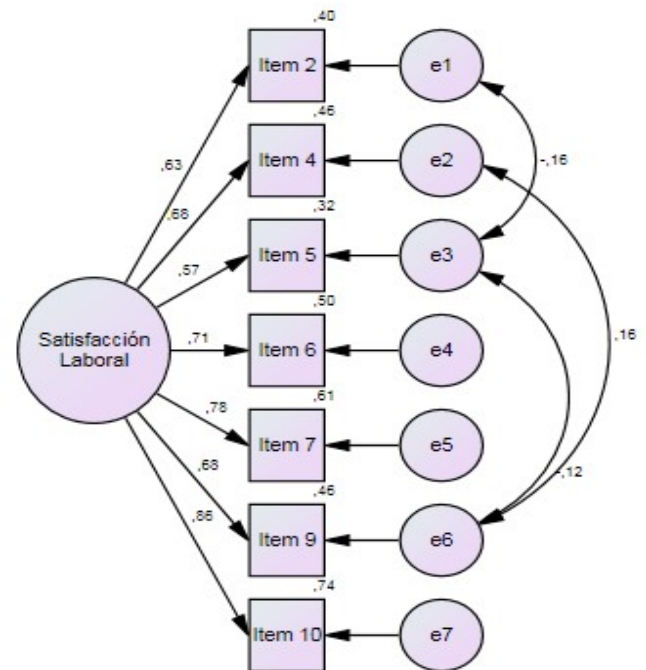 ,40
Item 2
e1
,46
,63
Item 4
e2
-,16
,68
,32
Item 5
e3
,57
,50
Satisfacción
Laboral
,71
Item 6
e4
,16
,61
,78
Item 7
e5
,68
,46
-,12
,86
Item 9
e6
,74
Item 10
e7